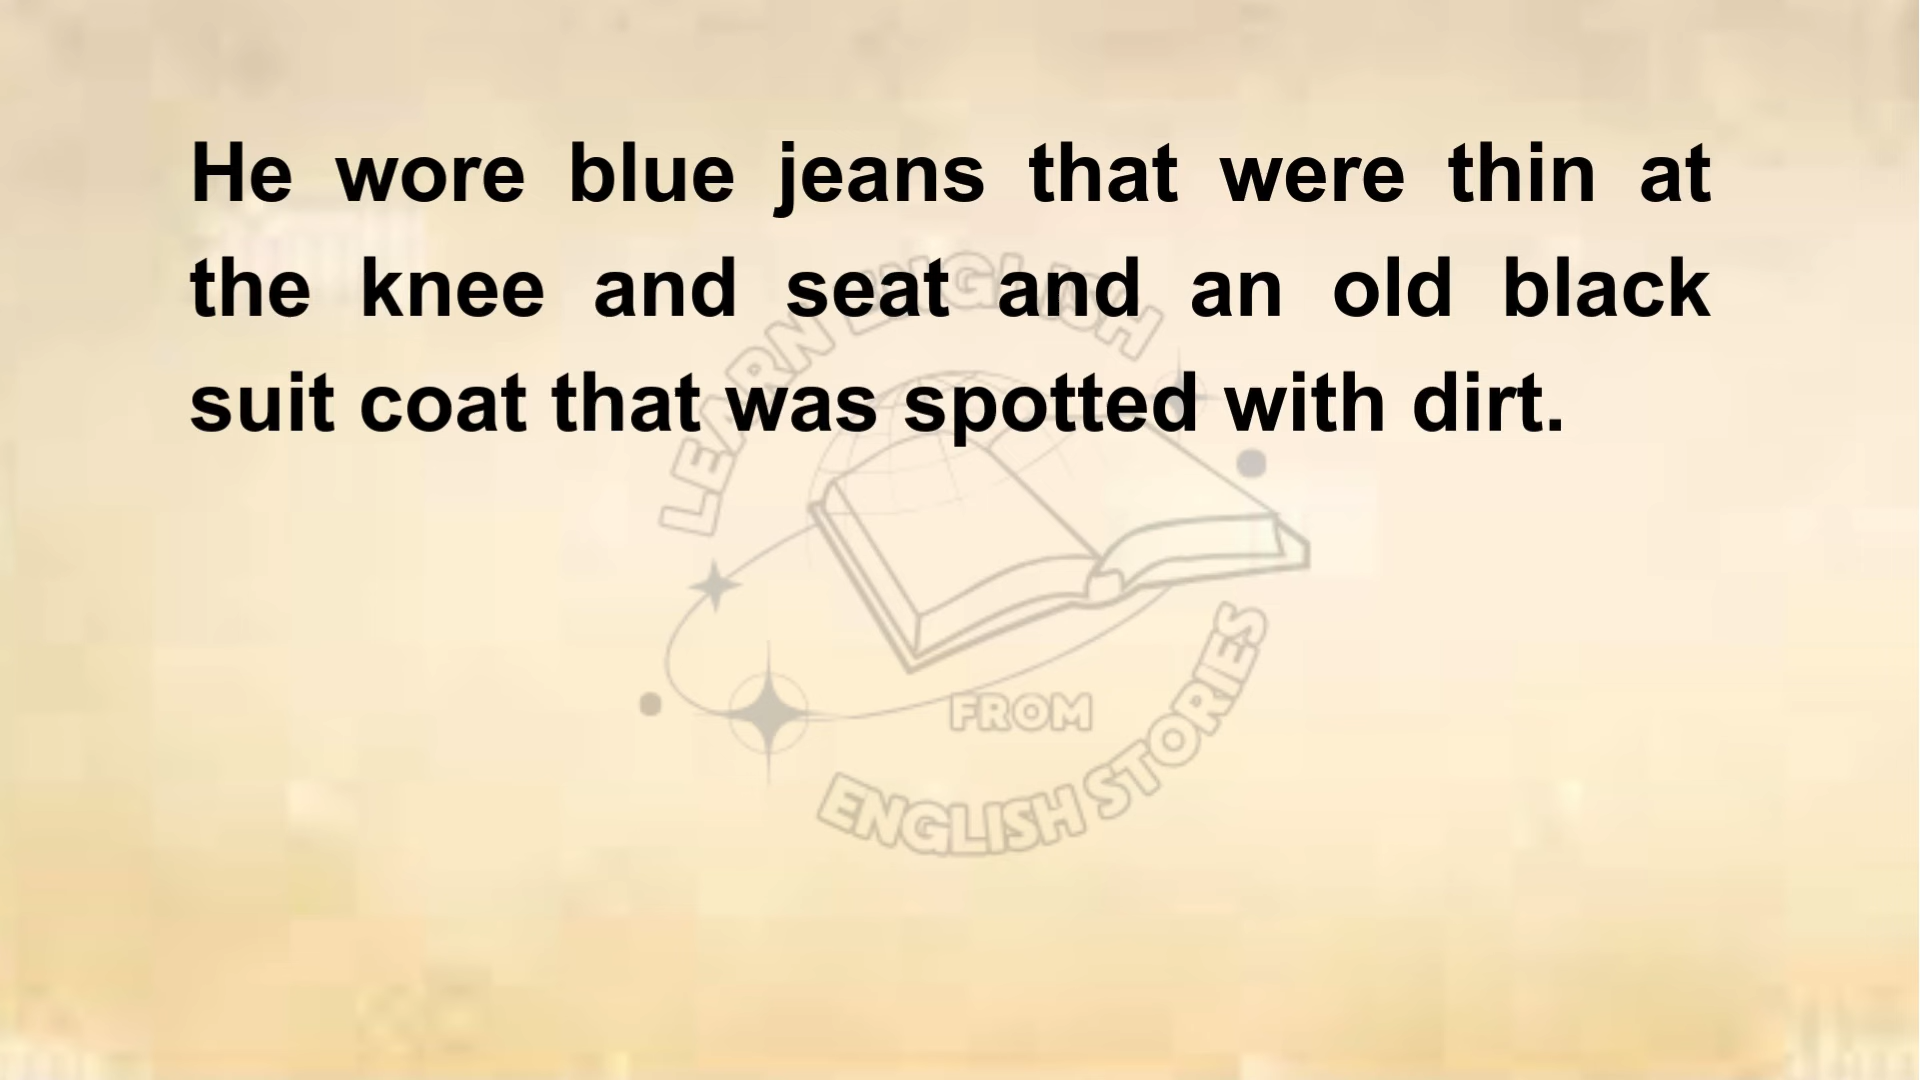 He wore blue jeans that were thin at
the knee and seat and an old black
suit coat that was spotted with dirt.
LEARN ENGLISH
FROM
ENGLISH STORIES